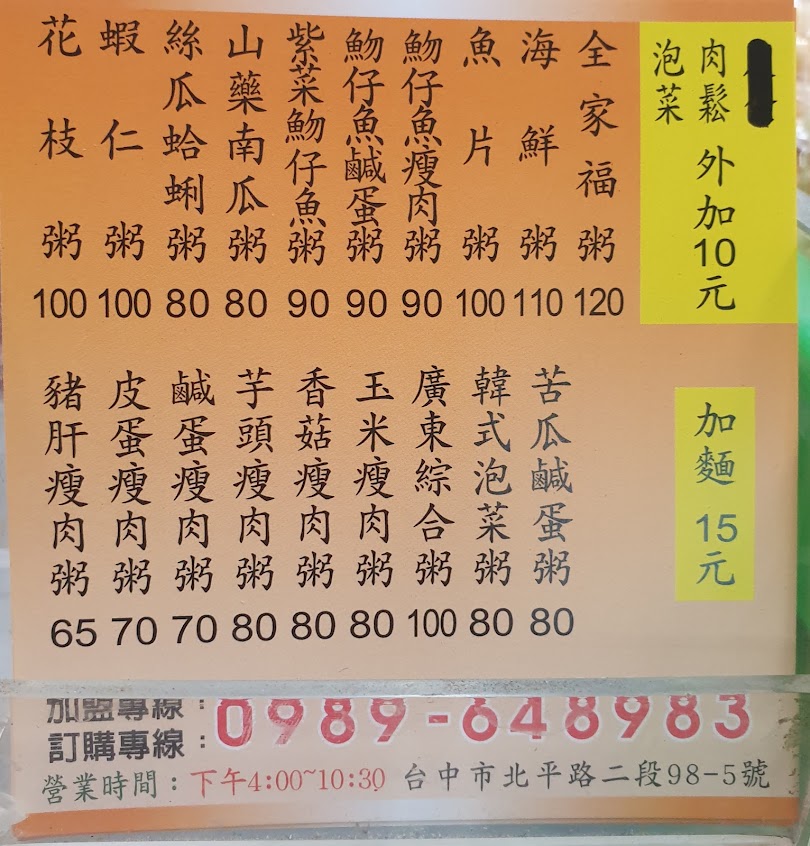 肉鬆
泡菜
外加10元
全家福粥 120
海鮮粥 110
魚片粥 100
魩仔魚瘦肉粥 90
魩仔魚鹹蛋粥 90
紫菜魩仔魚粥 90
山藥南瓜粥 80
絲瓜蛤蜊粥 80
蝦仁粥 100
花枝粥 100
加麵 15元
苦瓜鹹蛋粥 80
韓式泡菜粥 80
廣東綜合粥 100
玉米瘦肉粥 80
香菇瘦肉粥 80
芋頭瘦肉粥 80
鹹蛋瘦肉粥 70
皮蛋瘦肉粥 70
豬肝瘦肉粥 65
加盟專線：
訂購專線：
0989-648983
營業時間：下午4:00~10:30 台中市北平路二段98-5號